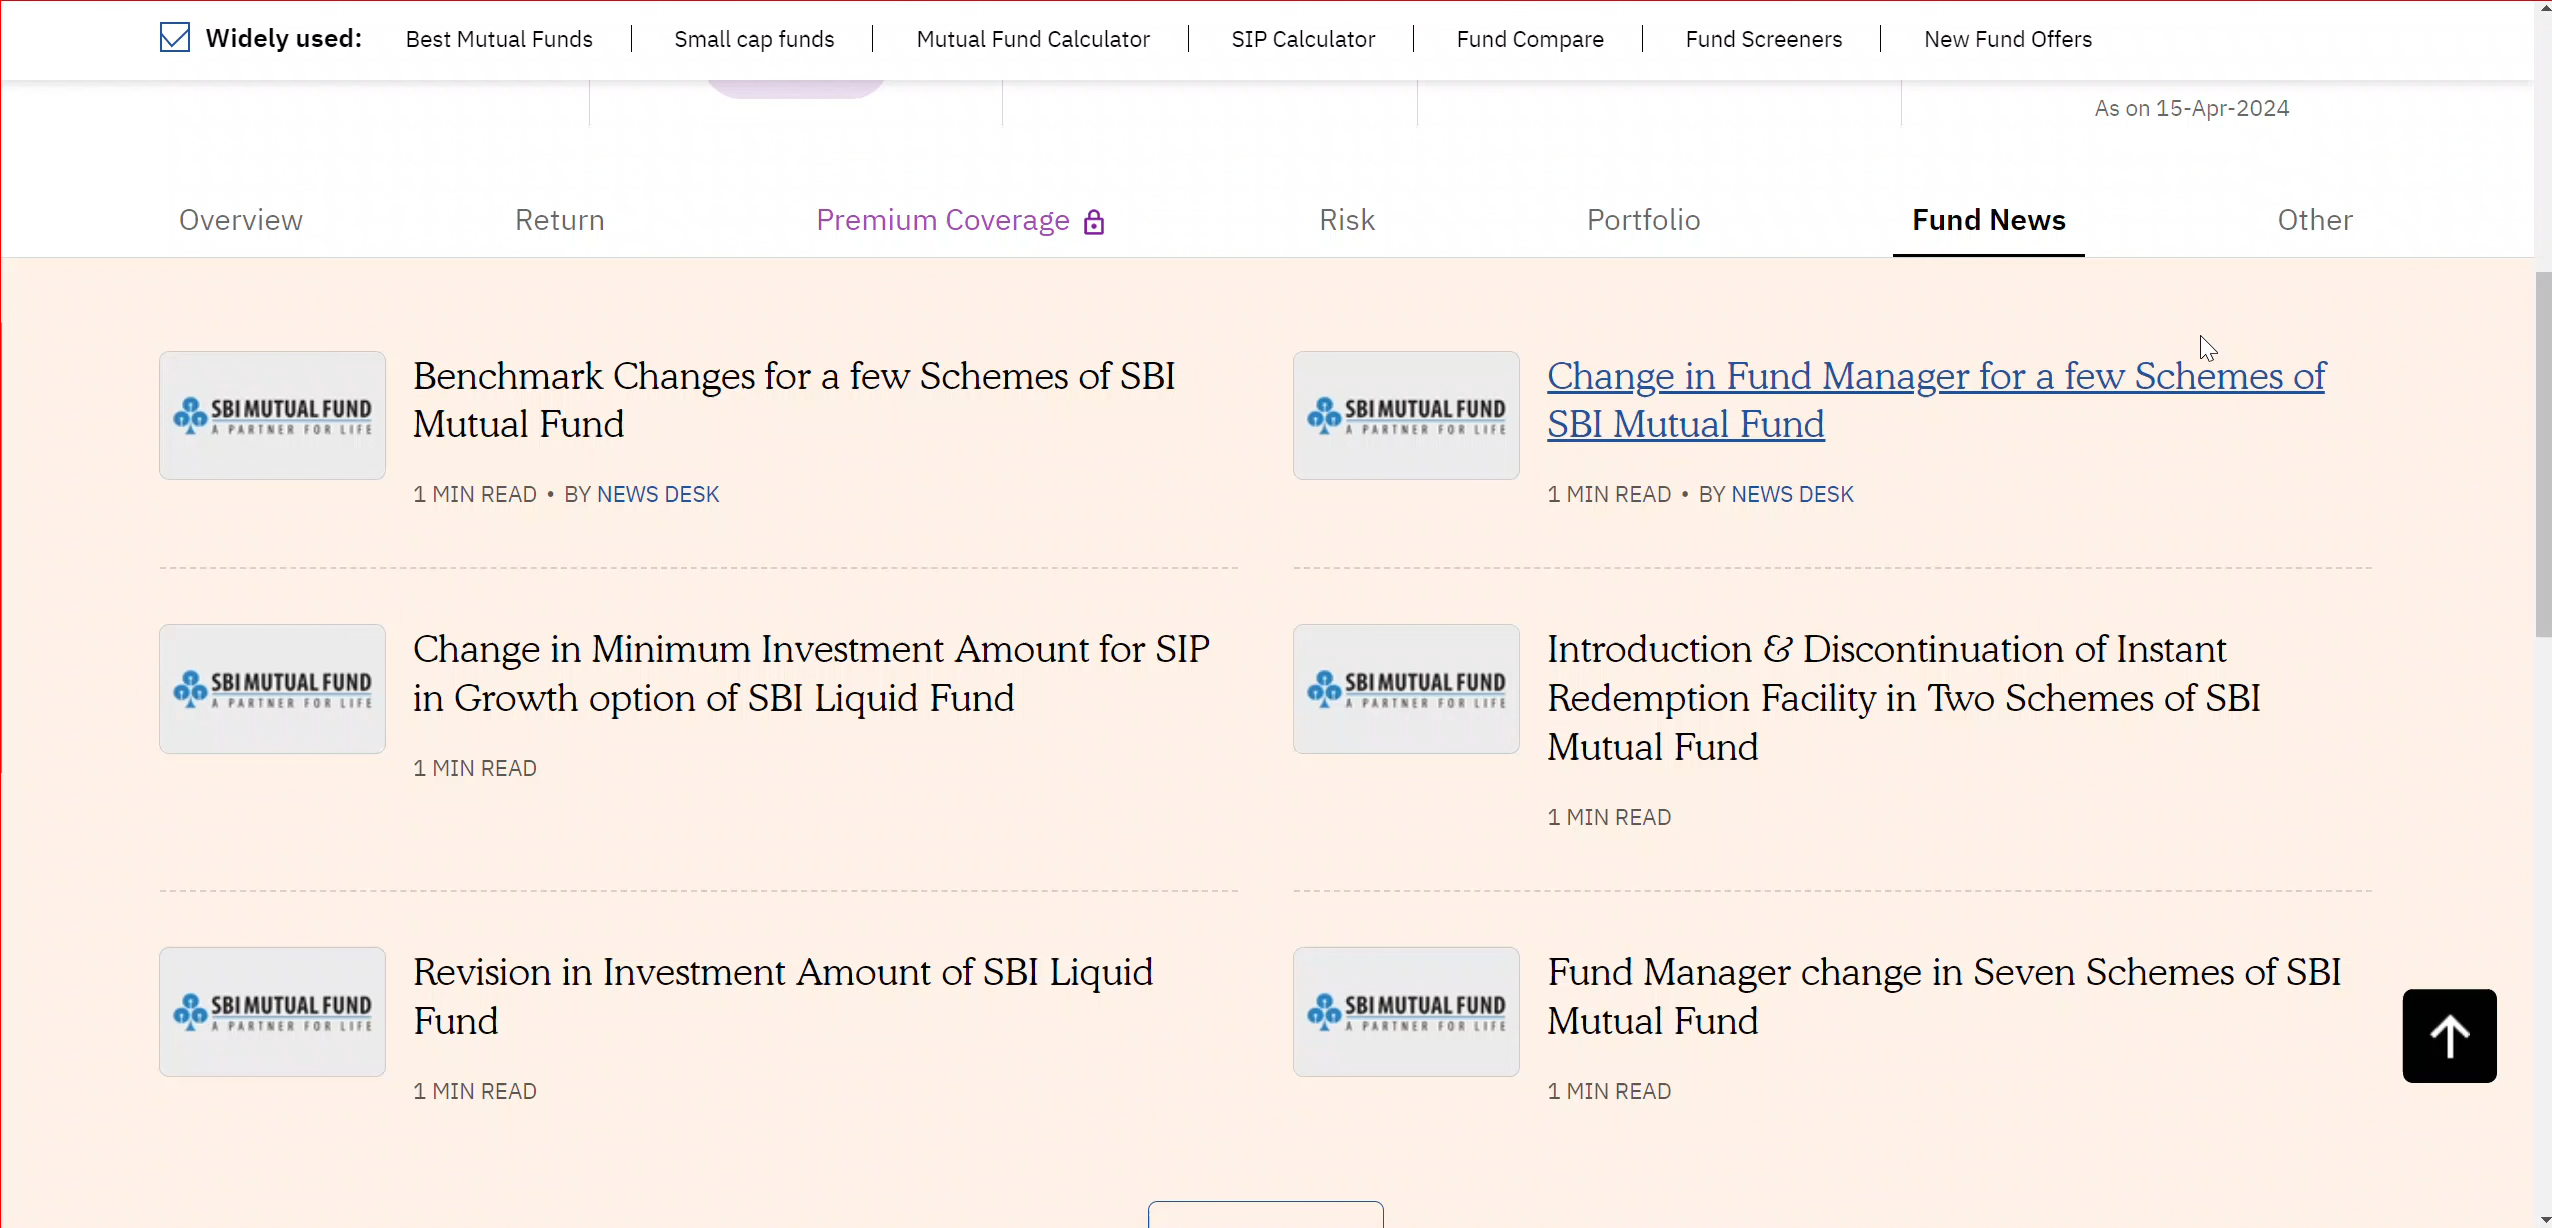 Widely used: Best Mutual Funds Small cap funds Mutual Fund Calculator SIP Calculator Fund Compare Fund Screeners New Fund Offers
As on 15-Apr-2024
Overview Return Premium Coverage Risk Portfolio Fund News Other
SBI MUTUAL FUND
A PARTNER FOR LIFE
Benchmark Changes for a few Schemes of SBI
Mutual Fund
1 MIN READ • BY NEWS DESK
SBI MUTUAL FUND
A PARTNER FOR LIFE
Change in Fund Manager for a few Schemes of
SBI Mutual Fund
1 MIN READ • BY NEWS DESK
SBI MUTUAL FUND
A PARTNER FOR LIFE
Change in Minimum Investment Amount for SIP
in Growth option of SBI Liquid Fund
1 MIN READ
SBI MUTUAL FUND
A PARTNER FOR LIFE
Introduction & Discontinuation of Instant
Redemption Facility in Two Schemes of SBI
Mutual Fund
1 MIN READ
SBI MUTUAL FUND
A PARTNER FOR LIFE
Revision in Investment Amount of SBI Liquid
Fund
1 MIN READ
SBI MUTUAL FUND
A PARTNER FOR LIFE
Fund Manager change in Seven Schemes of SBI
Mutual Fund
1 MIN READ